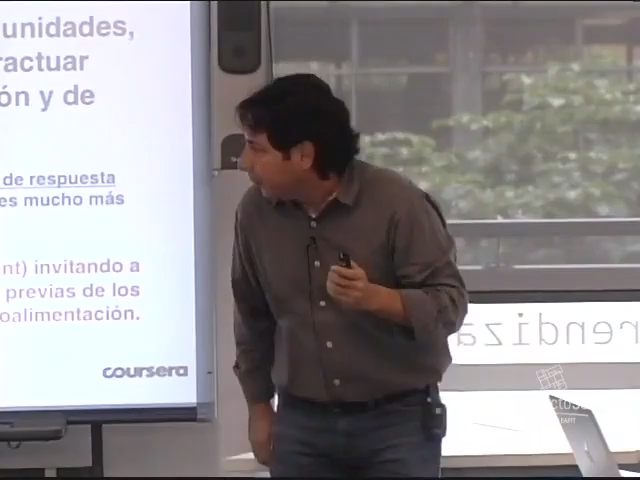 unidades,
ractuar
ón y de
de respuesta
es mucho más
nt) invitando a
previas de los
oalimentación.
coursera
rendiza